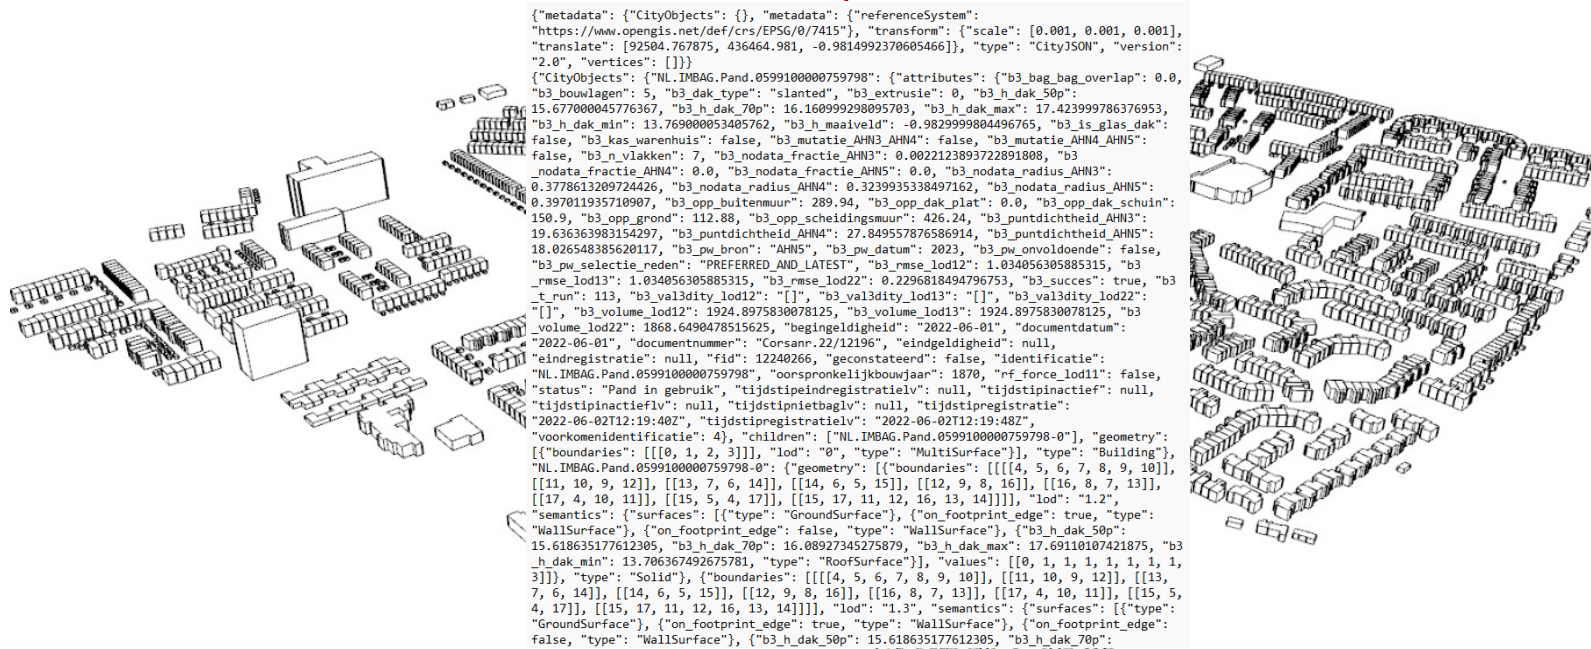 {"metadata": {"CityObjects": {}, "metadata": {"referenceSystem":
"https://www.opengis.net/def/crs/EPSG/0/7415"}, "transform": {"scale": [0.001, 0.001, 0.001],
"translate": [92504.767875, 436464.981, -0.9814992370605466]}, "type": "CityJSON", "version":
"2.0", "vertices": []}}
{"CityObjects": {"NL.IMBAG.Pand.0599100000759798": {"attributes": {"b3_bag_bag_overlap": 0.0,
"b3_bouwlagen": 5, "b3_dak_type": "slanted", "b3_extrusie": 0, "b3_h_dak_50p":
15.677000045776367, "b3_h_dak_70p": 16.160999298095703, "b3_h_dak_max": 17.423999786376953,
"b3_h_dak_min": 13.769000053405762, "b3_h_maaiveld": -0.9829999804496765, "b3_is_glas_dak":
false, "b3_kas_warenhuis": false, "b3_mutatie_AHN3_AHN4": false, "b3_mutatie_AHN4_AHN5":
false, "b3_n_vlakken": 7, "b3_nodata_fractie_AHN3": 0.0022123893722891808, "b3
_nodata_fractie_AHN4": 0.0, "b3_nodata_fractie_AHN5": 0.0, "b3_nodata_radius_AHN3":
0.3778613209724426, "b3_nodata_radius_AHN4": 0.3239935338497162, "b3_nodata_radius_AHN5":
0.397011935710907, "b3_opp_buitenmuur": 289.94, "b3_opp_dak_plat": 0.0, "b3_opp_dak_schuin":
150.9, "b3_opp_grond": 112.88, "b3_opp_scheidingsmuur": 426.24, "b3_puntdichtheid_AHN3":
19.636363983154297, "b3_puntdichtheid_AHN4": 27.849557876586914, "b3_puntdichtheid_AHN5":
18.026548385620117, "b3_pw_bron": "AHN5", "b3_pw_datum": 2023, "b3_pw_onvoldoende": false,
"b3_pw_selectie_reden": "PREFERRED_AND_LATEST", "b3_rmse_lod12": 1.034056305885315, "b3
_rmse_lod13": 1.034056305885315, "b3_rmse_lod22": 0.2296818494796753, "b3_succes": true, "b3
_t_run": 113, "b3_val3dity_lod12": "[]", "b3_val3dity_lod13": "[]", "b3_val3dity_lod22":
"[]", "b3_volume_lod12": 1924.8975830078125, "b3_volume_lod13": 1924.8975830078125, "b3
_volume_lod22": 1868.6490478515625, "begingeldigheid": "2022-06-01", "documentdatum":
"2022-06-01", "documentnummer": "Corsanr.22/12196", "eindgeldigheid": null,
"eindregistratie": null, "fid": 12240266, "geconstateerd": false, "identificatie":
"NL.IMBAG.Pand.0599100000759798", "oorspronkelijkbouwjaar": 1870, "rf_force_lod11": false,
"status": "Pand in gebruik", "tijdstipeindregistratielv": null, "tijdstipinactief": null,
"tijdstipinactieflv": null, "tijdstipnietbaglv": null, "tijdstipregistratie":
"2022-06-02T12:19:40Z", "tijdstipregistratielv": "2022-06-02T12:19:48Z",
"voorkomenidentificatie": 4}, "children": ["NL.IMBAG.Pand.0599100000759798-0"], "geometry":
[{"boundaries": [[[0, 1, 2, 3]]], "lod": "0", "type": "MultiSurface"}], "type": "Building"},
"NL.IMBAG.Pand.0599100000759798-0": {"geometry": [{"boundaries": [[[[4, 5, 6, 7, 8, 9, 10]],
[[11, 10, 9, 12]], [[13, 7, 6, 14]], [[14, 6, 5, 15]], [[12, 9, 8, 16]], [[16, 8, 7, 13]],
[[17, 4, 10, 11]], [[15, 5, 4, 17]], [[15, 17, 11, 12, 16, 13, 14]]]], "lod": "1.2",
"semantics": {"surfaces": [{"type": "GroundSurface"}, {"on_footprint_edge": true, "type":
"WallSurface"}, {"on_footprint_edge": false, "type": "WallSurface"}, {"b3_h_dak_50p":
15.618635177612305, "b3_h_dak_70p": 16.08927345275879, "b3_h_dak_max": 17.69110107421875, "b3
_h_dak_min": 13.706367492675781, "type": "RoofSurface"}], "values": [[0, 1, 1, 1, 1, 1, 1, 1,
3]]}, "type": "Solid"}, {"boundaries": [[[[4, 5, 6, 7, 8, 9, 10]], [[11, 10, 9, 12]], [[13,
7, 6, 14]], [[14, 6, 5, 15]], [[12, 9, 8, 16]], [[16, 8, 7, 13]], [[17, 4, 10, 11]], [[15, 5,
4, 17]], [[15, 17, 11, 12, 16, 13, 14]]]], "lod": "1.3", "semantics": {"surfaces": [{"type":
"GroundSurface"}, {"on_footprint_edge": true, "type": "WallSurface"}, {"on_footprint_edge":
false, "type": "WallSurface"}, {"b3_h_dak_50p": 15.618635177612305, "b3_h_dak_70p":